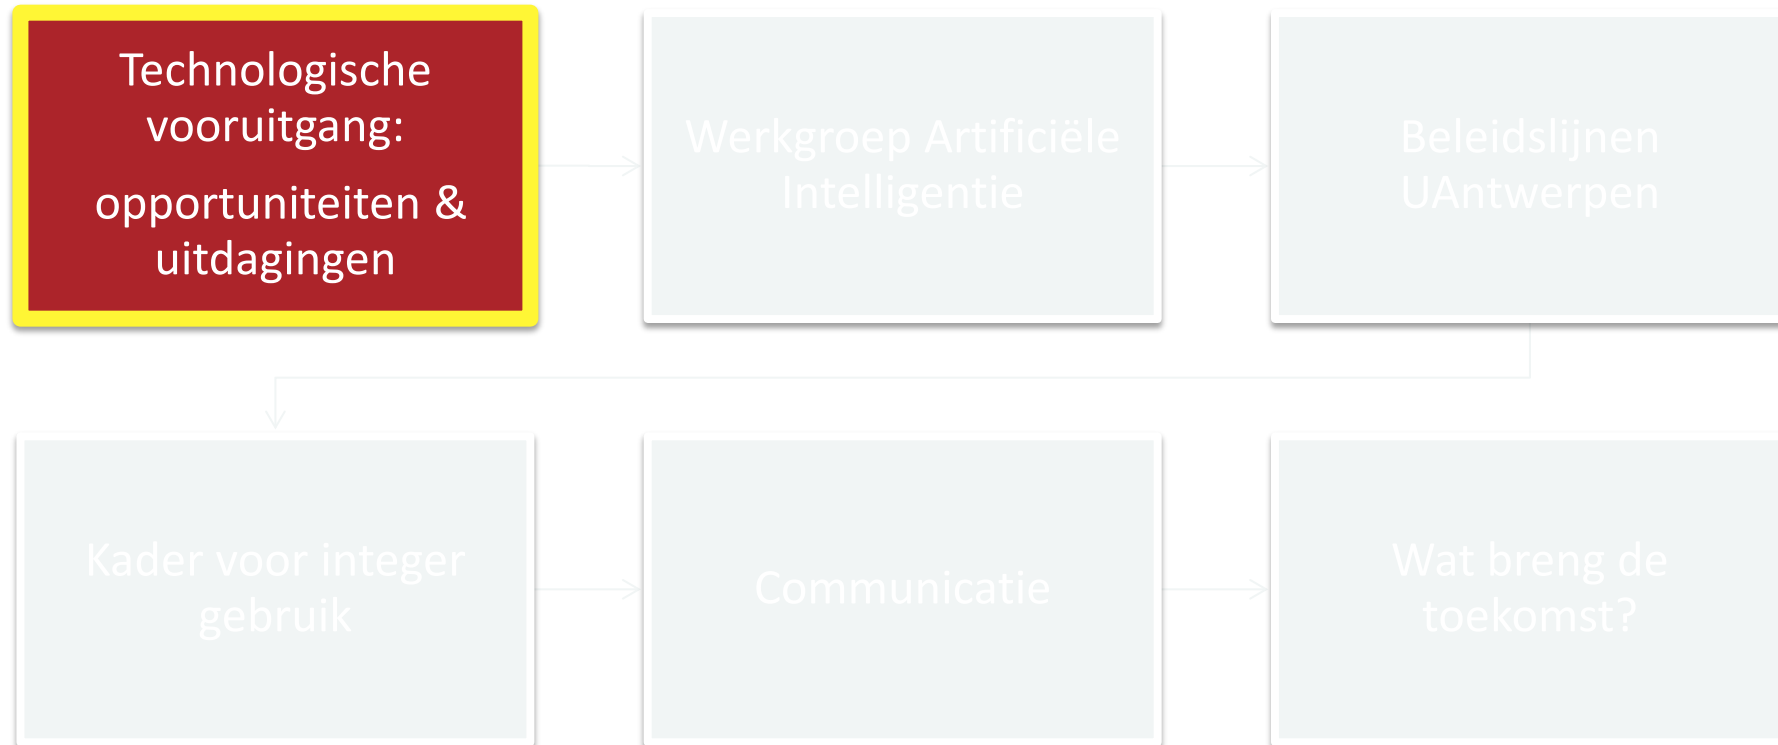 Technologische
vooruitgang:
opportuniteiten &
uitdagingen
Werkgroep Artificiële
Intelligentie
Beleidslijnen
UAntwerpen
Kader voor integer
gebruik
Communicatie
Wat breng de
toekomst?